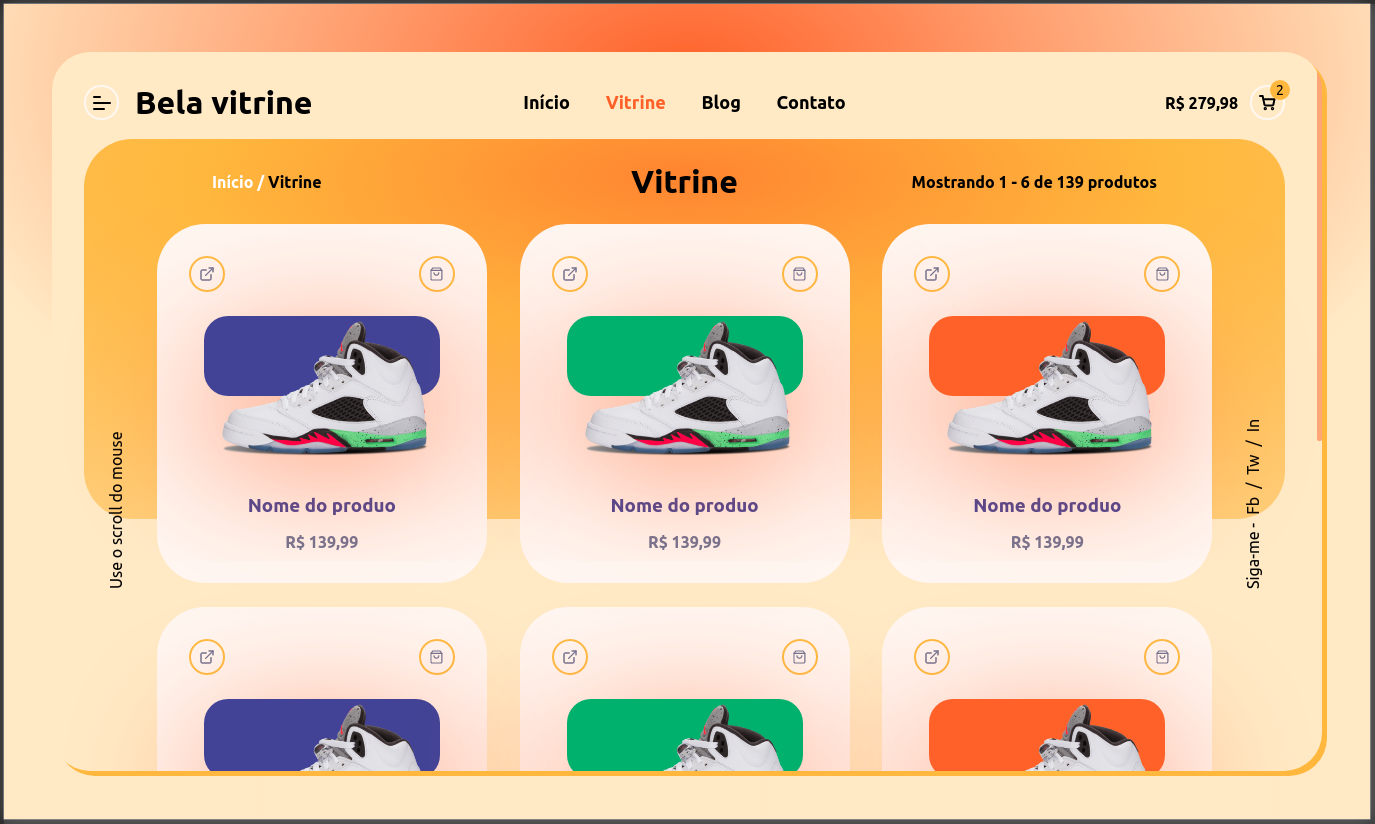 Bela vitrine
Início
Vitrine
Blog
Contato
R$ 279,98
2
Início / Vitrine
Vitrine
Mostrando 1 - 6 de 139 produtos
Use o scroll do mouse
Nome do produo
R$ 139,99
Nome do produo
R$ 139,99
Nome do produo
R$ 139,99
Siga-me - Fb / Tw / In